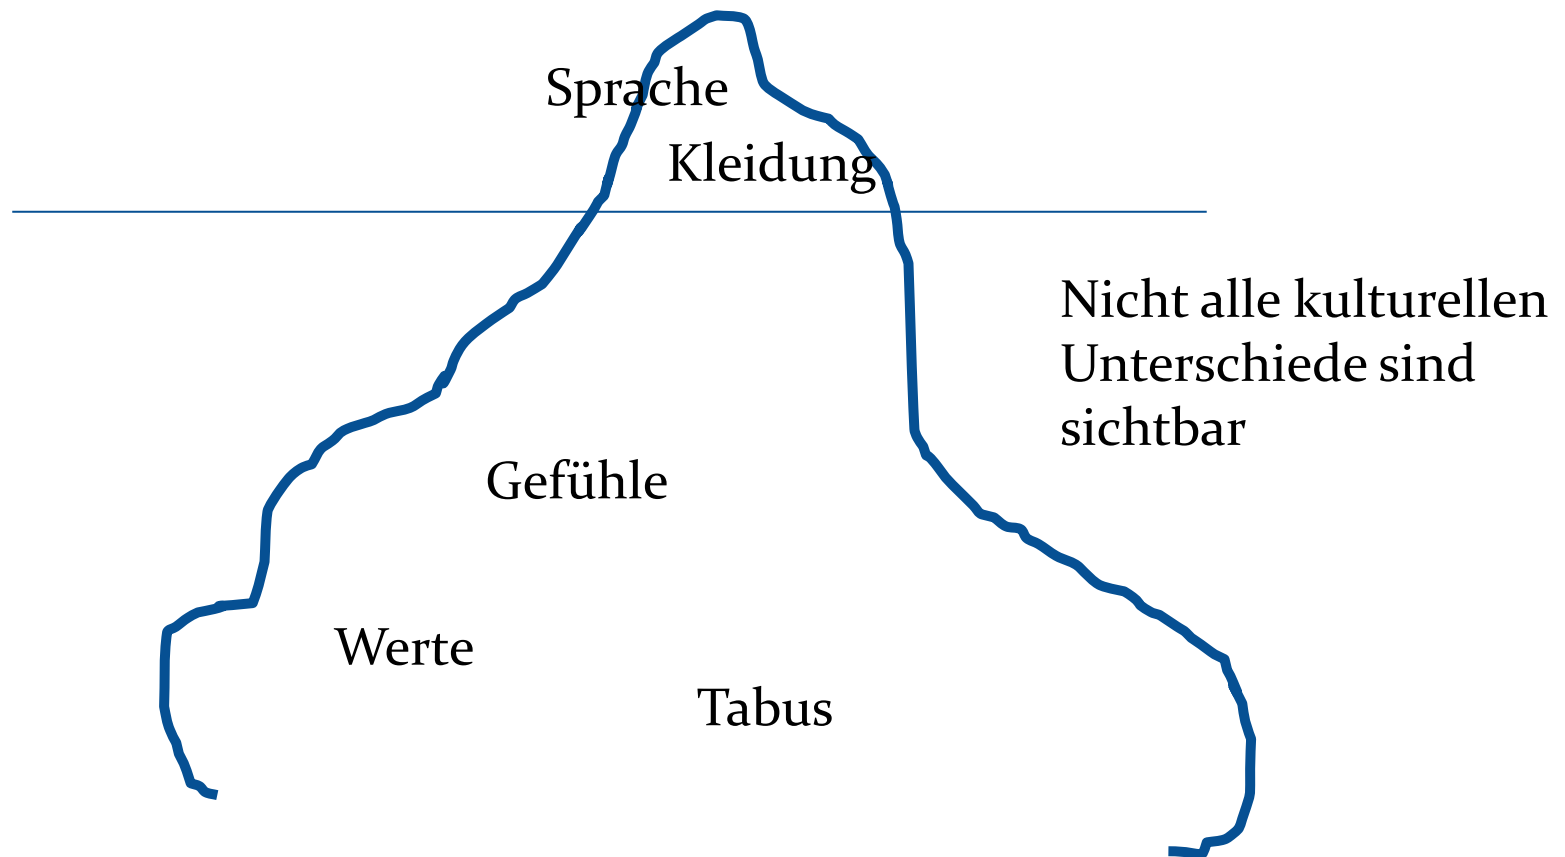 Sprache
Kleidung
Nicht alle kulturellen
Unterschiede sind
sichtbar
Gefühle
Werte
Tabus